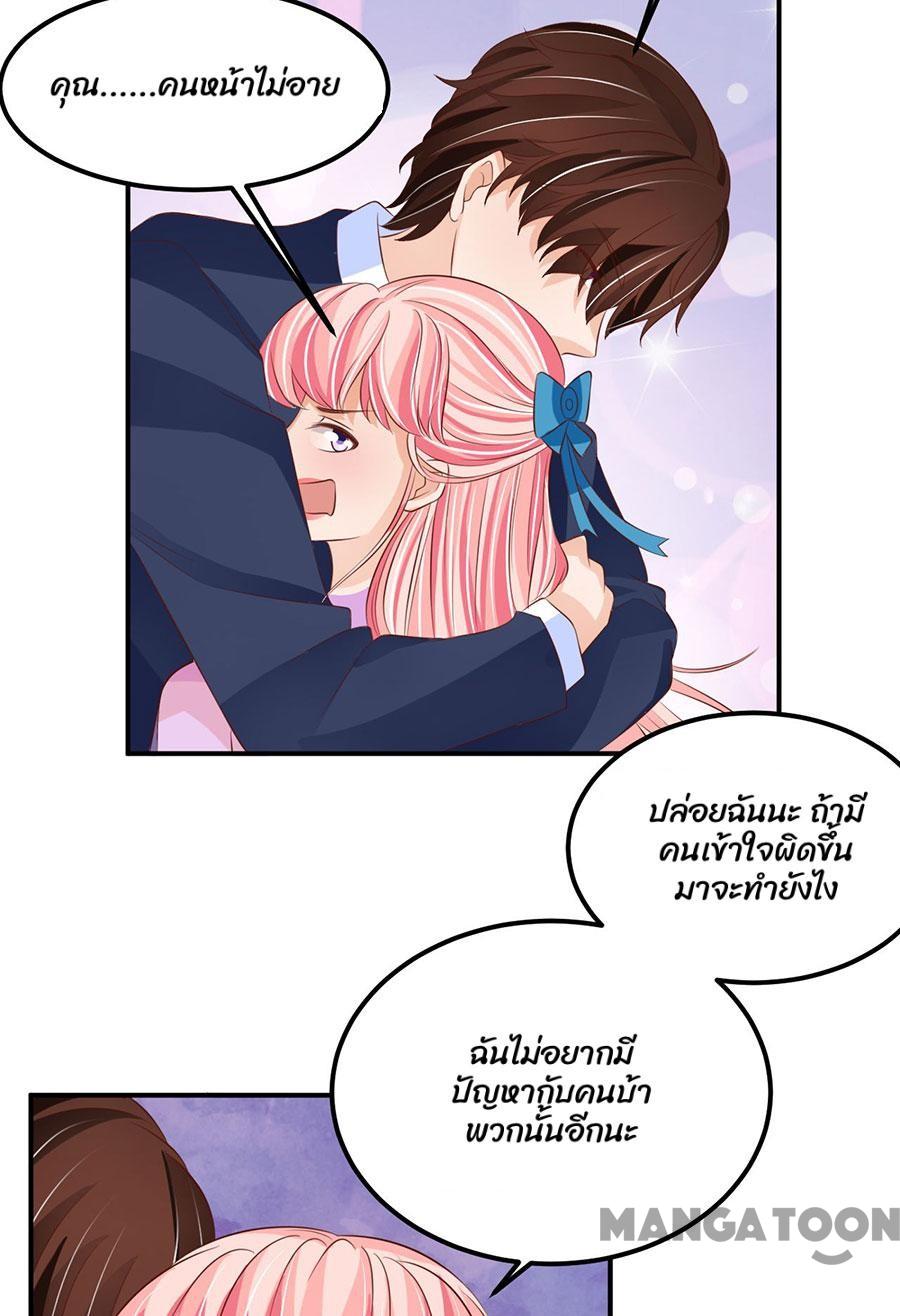 คุณ......คนหน้าไม่อาย
ปล่อยฉันนะ ถ้ามี
คนเข้าใจผิดขึ้น
มาจะทำยังไง
ฉันไม่อยากมี
ปัญหากับคนบ้า
พวกนั้นอีกนะ
MANGATOON